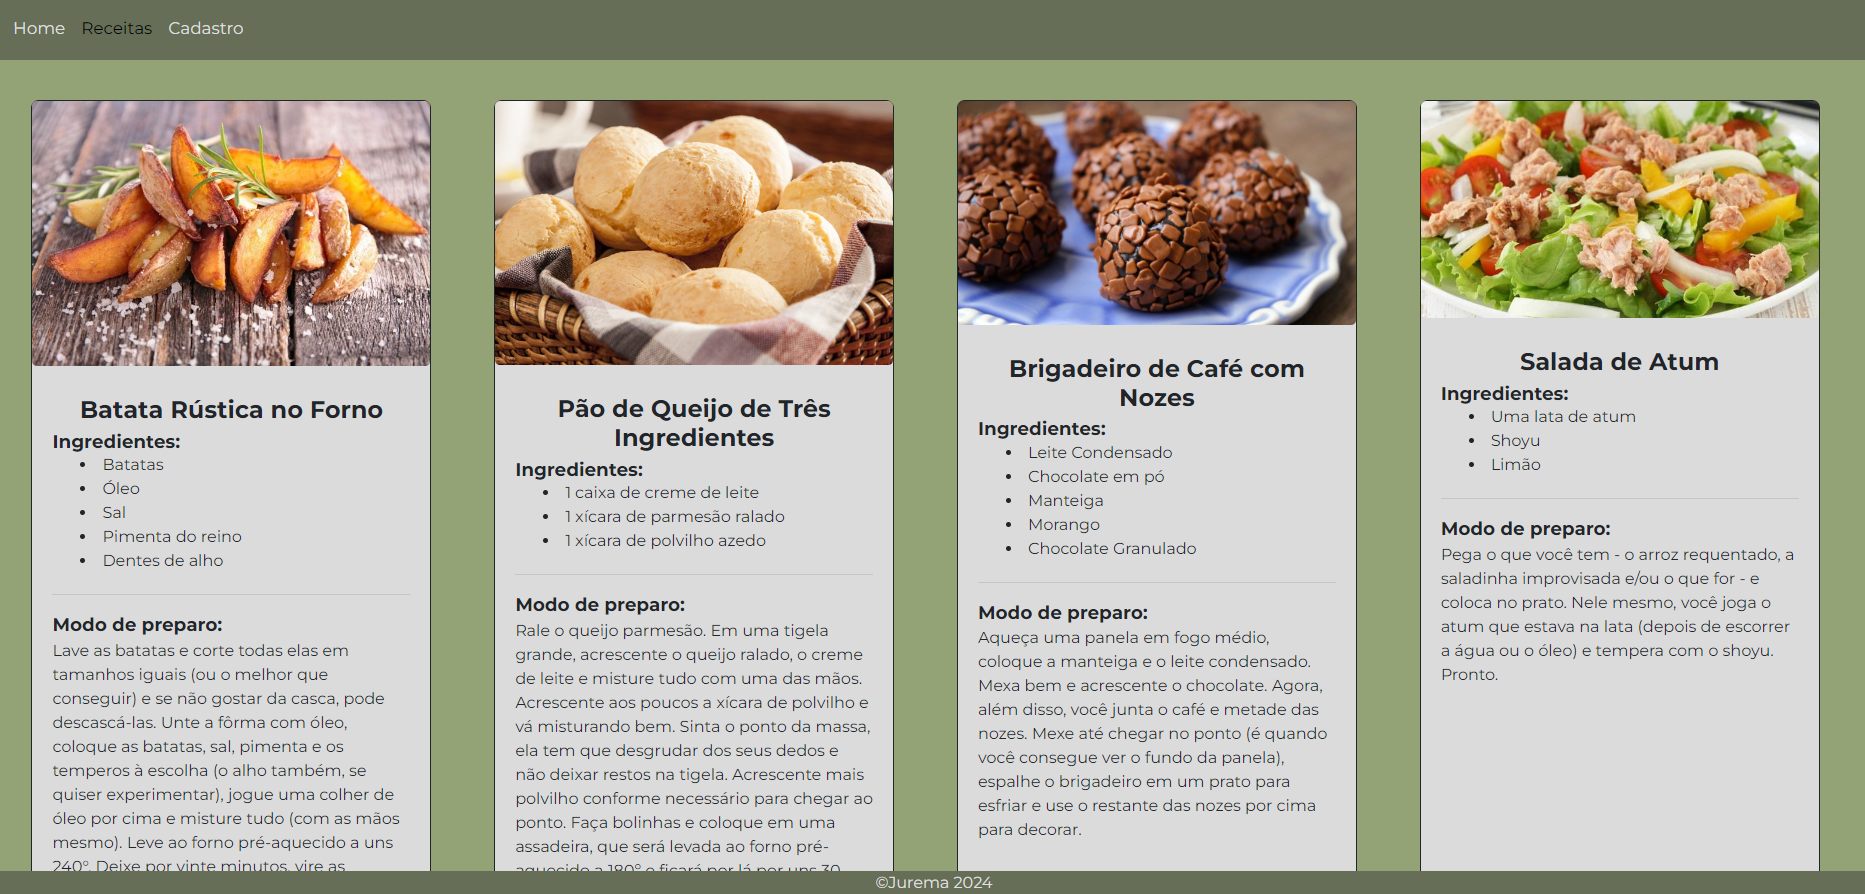 Home Receitas Cadastro
Batata Rústica no Forno
Ingredientes:
• Batatas
• Óleo
• Sal
• Pimenta do reino
• Dentes de alho
Modo de preparo:
Lave as batatas e corte todas elas em
tamanhos iguais (ou o melhor que
conseguir) e se não gostar da casca, pode
descascá-las. Unte a fôrma com óleo,
coloque as batatas, sal, pimenta e os
temperos à escolha (o alho também, se
quiser experimentar), jogue uma colher de
óleo por cima e misture tudo (com as mãos
mesmo). Leve ao forno pré-aquecido a uns
240°. Deixe por vinte minutos, vire as
Pão de Queijo de Três
Ingredientes
Ingredientes:
• 1 caixa de creme de leite
• 1 xícara de parmesão ralado
• 1 xícara de polvilho azedo
Modo de preparo:
Rale o queijo parmesão. Em uma tigela
grande, acrescente o queijo ralado, o creme
de leite e misture tudo com uma das mãos.
Acrescente aos poucos a xícara de polvilho e
vá misturando bem. Sinta o ponto da massa,
ela tem que desgrudar dos seus dedos e
não deixar restos na tigela. Acrescente mais
polvilho conforme necessário para chegar ao
ponto. Faça bolinhas e coloque em uma
assadeira, que será levada ao forno pré-
aquecido a 180° e ficará por lá por uns 30
Brigadeiro de Café com
Nozes
Ingredientes:
• Leite Condensado
• Chocolate em pó
• Manteiga
• Morango
• Chocolate Granulado
Modo de preparo:
Aqueça uma panela em fogo médio,
coloque a manteiga e o leite condensado.
Mexa bem e acrescente o chocolate. Agora,
além disso, você junta o café e metade das
nozes. Mexe até chegar no ponto (é quando
você consegue ver o fundo da panela),
espalhe o brigadeiro em um prato para
esfriar e use o restante das nozes por cima
para decorar.
Salada de Atum
Ingredientes:
• Uma lata de atum
• Shoyu
• Limão
Modo de preparo:
Pega o que você tem - o arroz requentado, a
saladinha improvisada e/ou o que for - e
coloca no prato. Nele mesmo, você joga o
atum que estava na lata (depois de escorrer
a água ou o óleo) e tempera com o shoyu.
Pronto.
©Jurema 2024